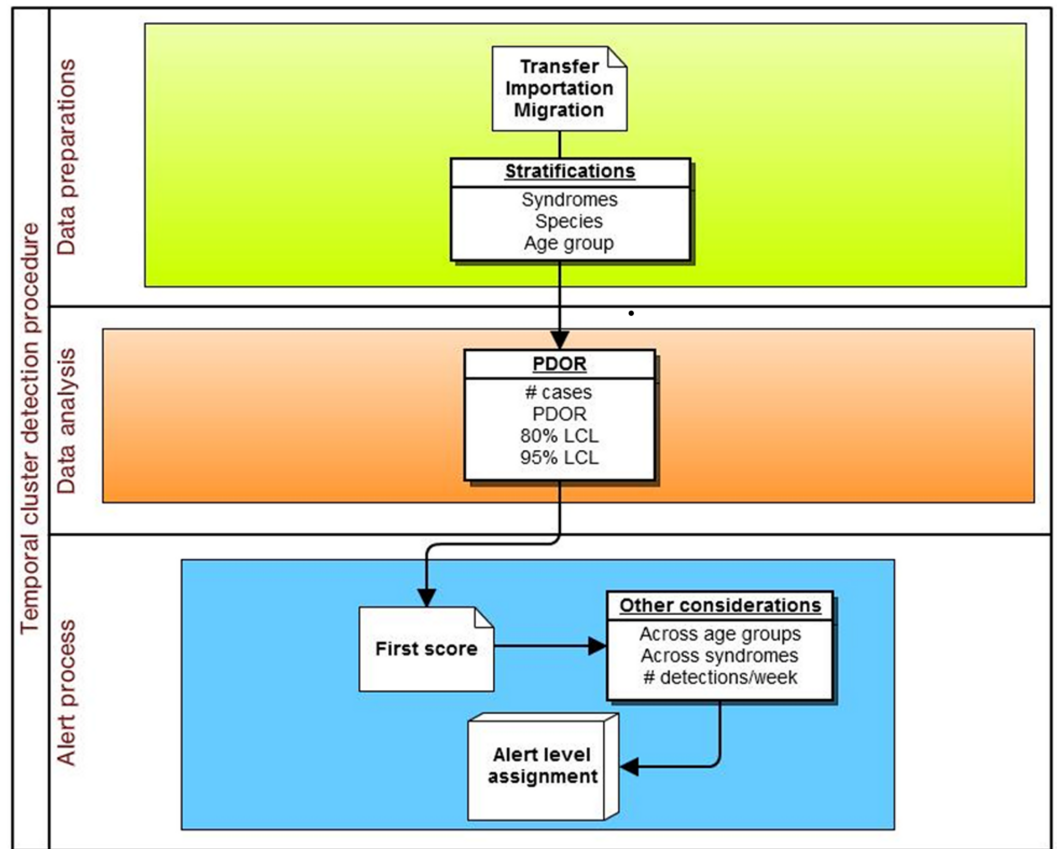 Temporal cluster detection procedure
Data preparations
Transfer
Importation
Migration
Stratifications
Syndromes
Species
Age group
Data analysis
PDOR
# cases
PDOR
80% LCL
95% LCL
Alert process
First score
Other considerations
Across age groups
Across syndromes
# detections/week
Alert level
assignment